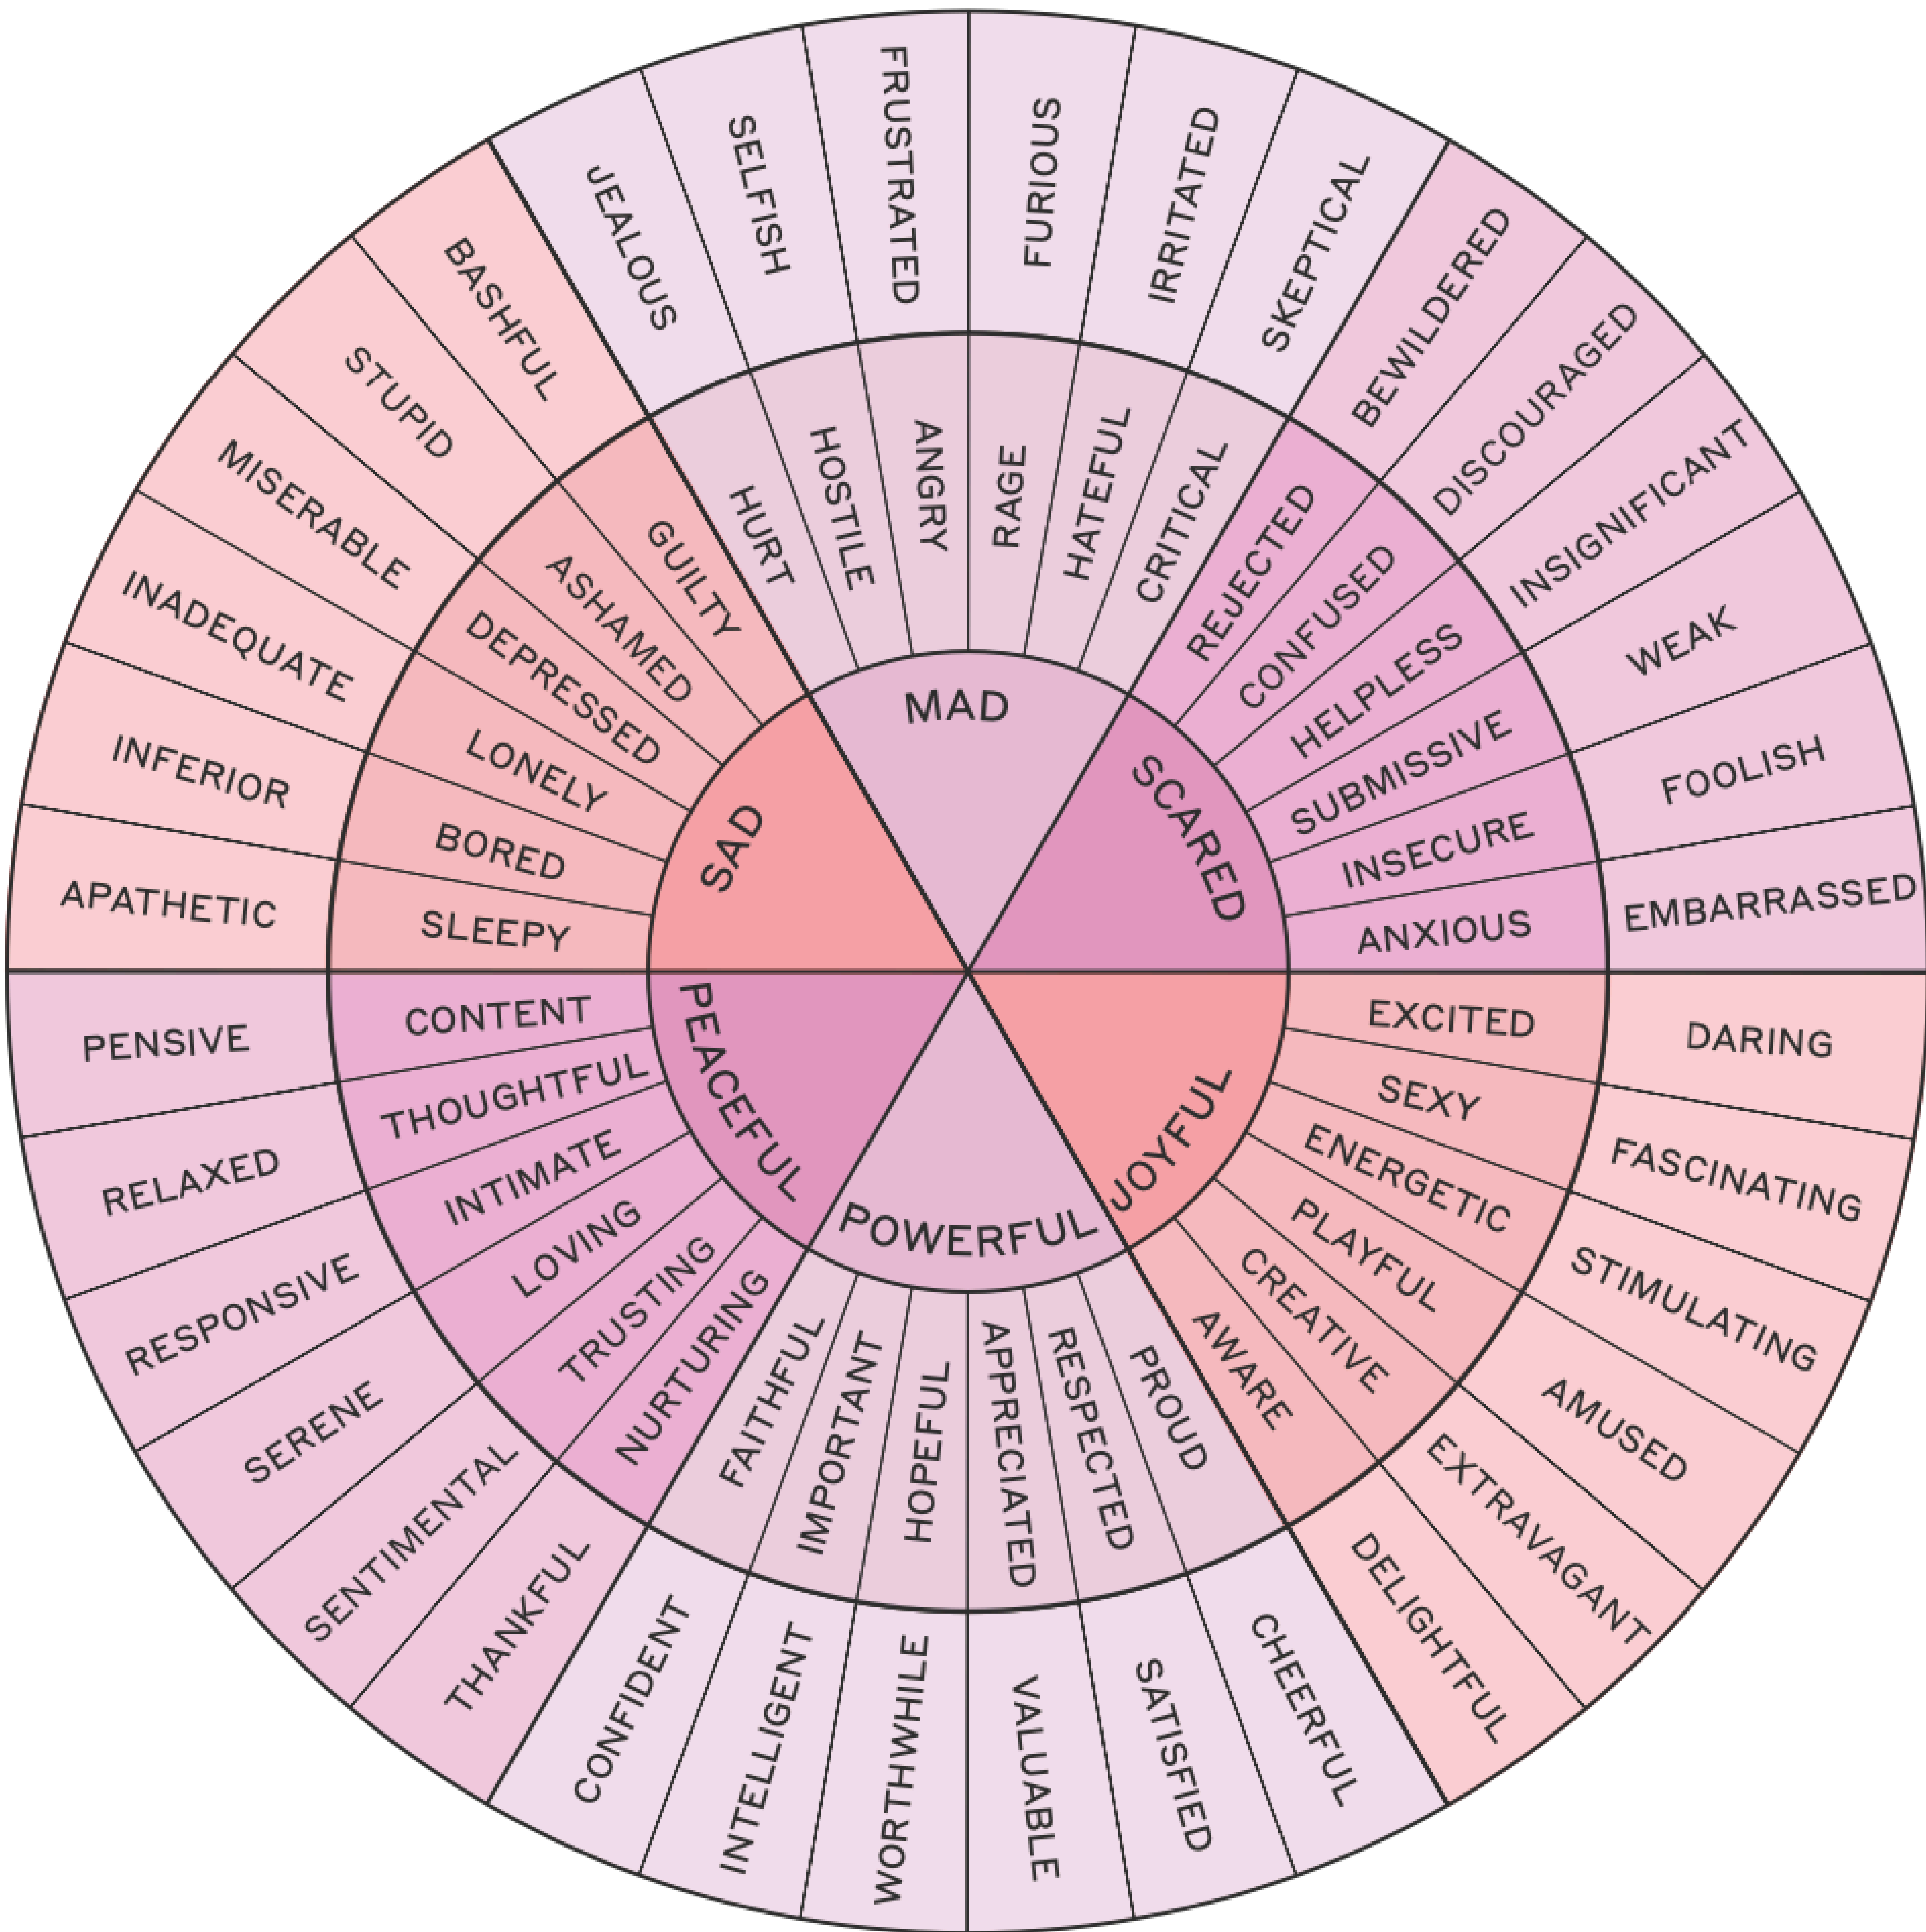 MAD
HURT
HOSTILE
ANGRY
RAGE
HATEFUL
CRITICAL
JEALOUS
SELFISH
FRUSTRATED
FURIOUS
IRRITATED
SKEPTICAL
SCARED
REJECTED
CONFUSED
HELPLESS
SUBMISSIVE
INSECURE
ANXIOUS
BEWILDERED
DISCOURAGED
INSIGNIFICANT
WEAK
FOOLISH
EMBARRASSED
JOYFUL
EXCITED
SEXY
ENERGETIC
PLAYFUL
CREATIVE
AWARE
DARING
FASCINATING
STIMULATING
AMUSED
EXTRAVAGANT
DELIGHTFUL
POWERFUL
PROUD
RESPECTED
APPRECIATED
HOPEFUL
IMPORTANT
FAITHFUL
CHEERFUL
SATISFIED
VALUABLE
WORTHWHILE
INTELLIGENT
CONFIDENT
PEACEFUL
NURTURING
TRUSTING
LOVING
INTIMATE
THOUGHTFUL
CONTENT
THANKFUL
SENTIMENTAL
SERENE
RESPONSIVE
RELAXED
PENSIVE
SAD
SLEEPY
BORED
LONELY
DEPRESSED
ASHAMED
GUILTY
APATHETIC
INFERIOR
INADEQUATE
MISERABLE
STUPID
BASHFUL